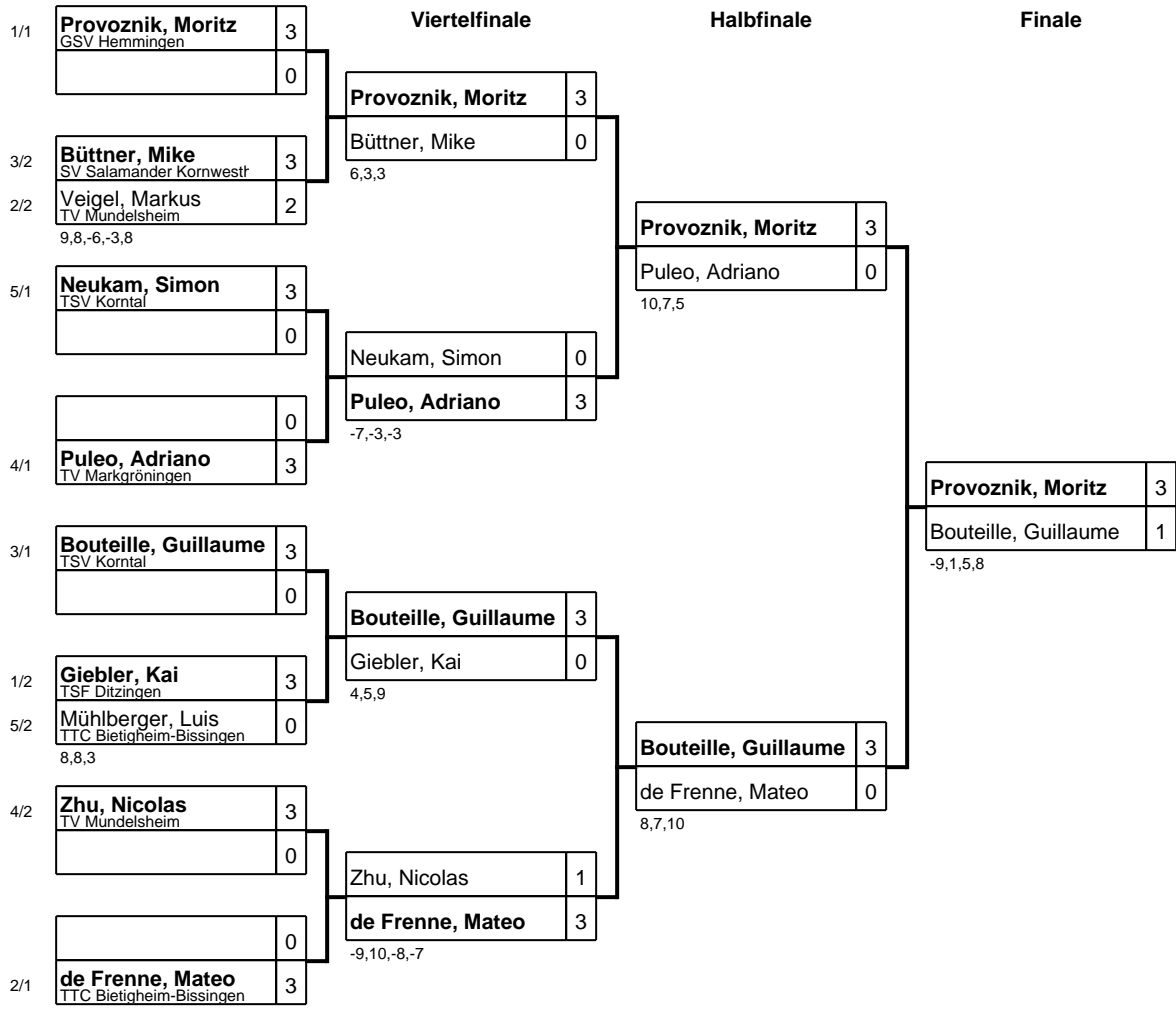 Viertelfinale
Halbfinale
Finale
1/1
Provoznik, Moritz 3
GSV Hemmingen
0
3/2
Büttner, Mike 3
SV Salamander Kornwesth
2/2
Veigel, Markus 2
TV Mundelsheim
9,8,-6,-3,8
5/1
Neukam, Simon 3
TSV Korntal
0
0
4/1
Puleo, Adriano 3
TV Markgröningen
3/1
Bouteille, Guillaume 3
TSV Korntal
0
1/2
Giebler, Kai 3
TSF Ditzingen
5/2
Mühlberger, Luis 0
TTC Bietigheim-Bissingen
8,8,3
4/2
Zhu, Nicolas 3
TV Mundelsheim
0
0
2/1
de Frenne, Mateo 3
TTC Bietigheim-Bissingen
Provoznik, Moritz 3
Büttner, Mike 0
6,3,3
Neukam, Simon 0
Puleo, Adriano 3
-7,-3,-3
Bouteille, Guillaume 3
Giebler, Kai 0
4,5,9
Zhu, Nicolas 1
de Frenne, Mateo 3
-9,10,-8,-7
Provoznik, Moritz 3
Puleo, Adriano 0
10,7,5
Bouteille, Guillaume 3
de Frenne, Mateo 0
8,7,10
Provoznik, Moritz 3
Bouteille, Guillaume 1
-9,1,5,8